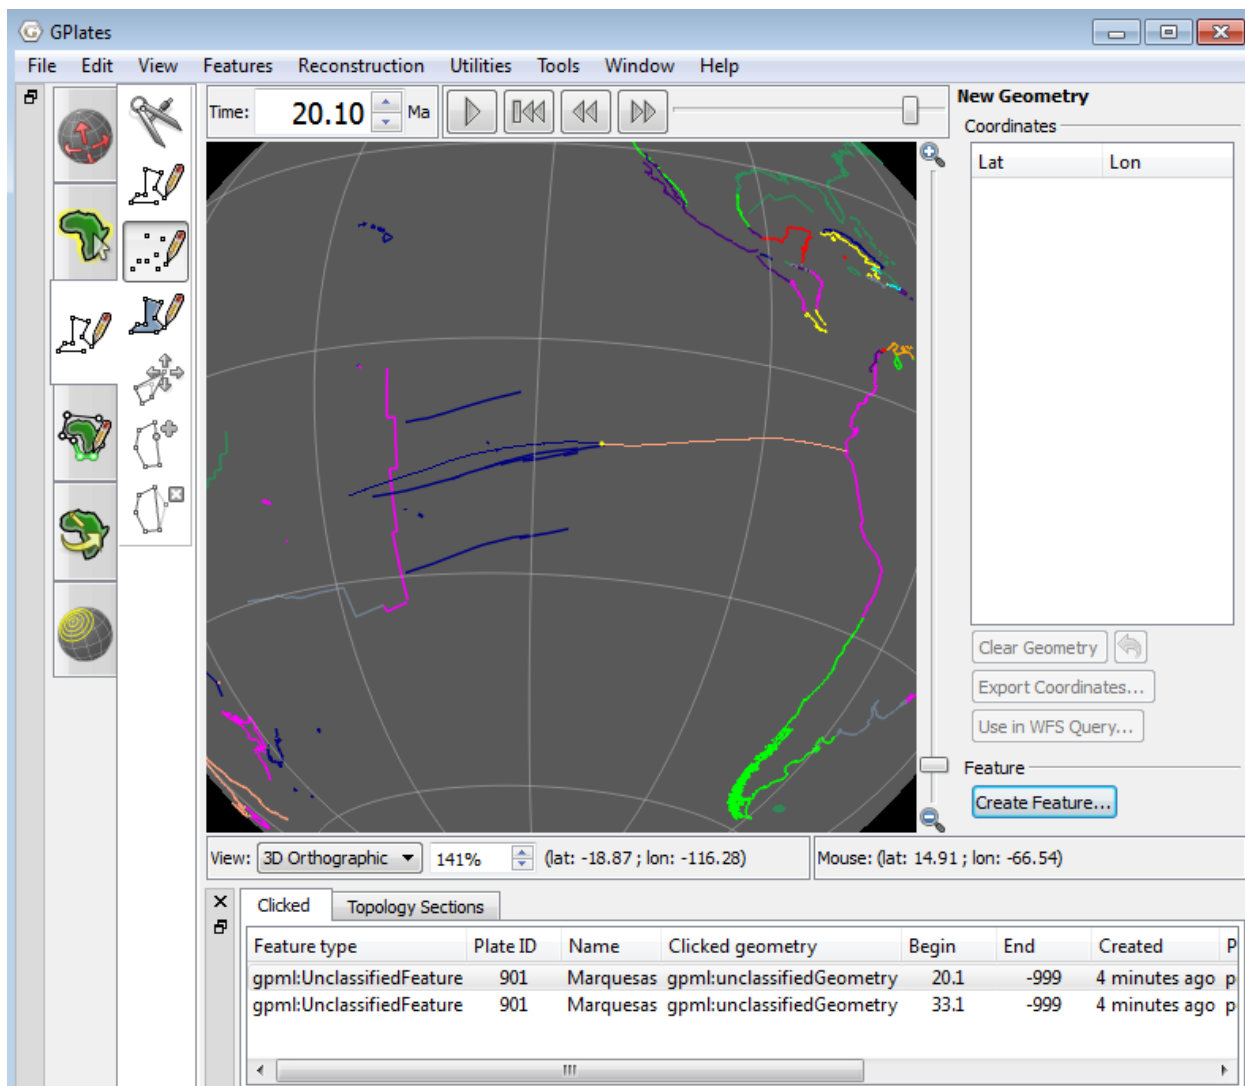 GPlates
File Edit View Features Reconstruction Utilities Tools Window Help
Time: 20.10 Ma
New Geometry
Coordinates
Lat Lon
Clear Geometry
Export Coordinates...
Use in WFS Query...
Feature
Create Feature...
View: 3D Orthographic 141% (lat: -18.87 ; lon: -116.28) Mouse: (lat: 14.91 ; lon: -66.54)
Clicked Topology Sections
Feature type Plate ID Name Clicked geometry Begin End Created P
gpml:UnclassifiedFeature 901 Marquesas gpml:unclassifiedGeometry 20.1 -999 4 minutes ago p
gpml:UnclassifiedFeature 901 Marquesas gpml:unclassifiedGeometry 33.1 -999 4 minutes ago p